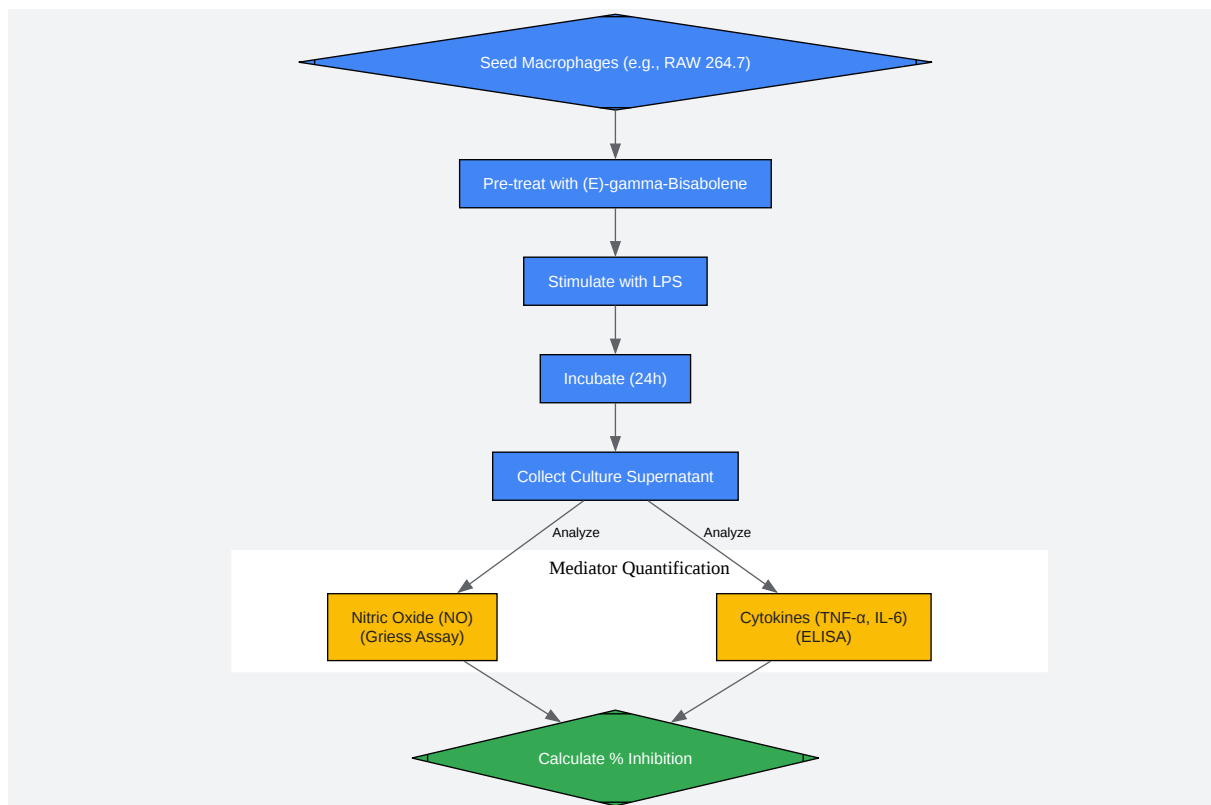 Seed Macrophages (e.g., RAW 264.7)
Pre-treat with (E)-gamma-Bisabolene
Stimulate with LPS
Incubate (24h)
Collect Culture Supernatant
Analyze
Analyze
Mediator Quantification
Nitric Oxide (NO)
(Griess Assay)
Cytokines (TNF-α, IL-6)
(ELISA)
Calculate % Inhibition